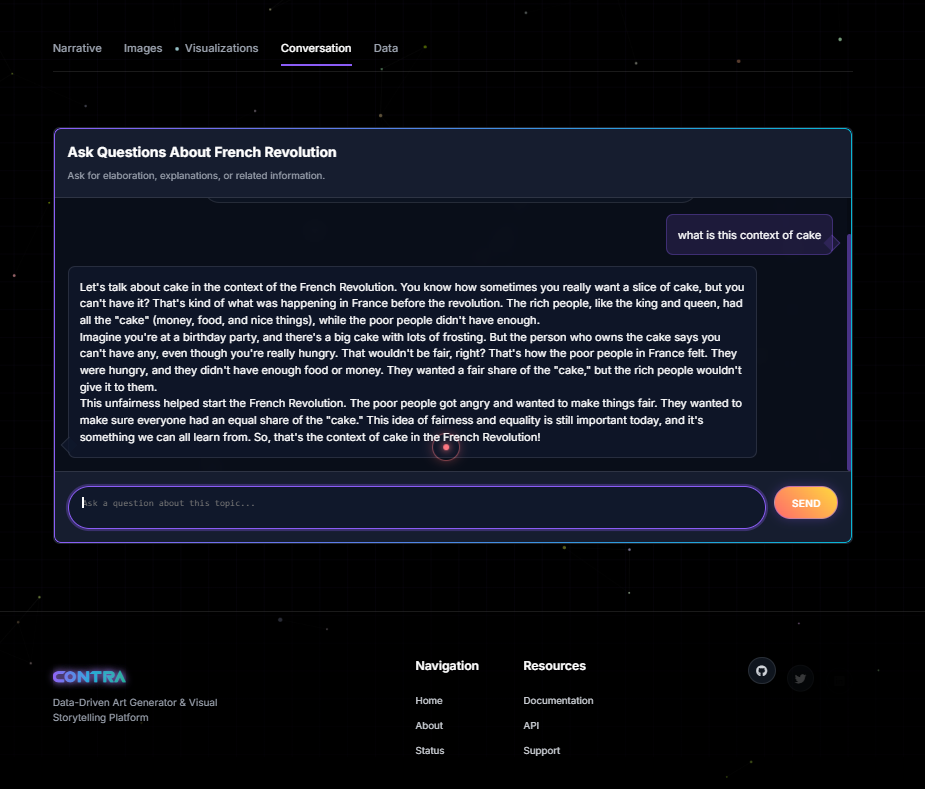 Narrative Images Visualizations Conversation Data
Ask Questions About French Revolution
Ask for elaboration, explanations, or related information.
what is this context of cake
Let's talk about cake in the context of the French Revolution. You know how sometimes you really want a slice of cake, but you
can't have it? That's kind of what was happening in France before the revolution. The rich people, like the king and queen, had
all the "cake" (money, food, and nice things), while the poor people didn't have enough.
Imagine you're at a birthday party, and there's a big cake with lots of frosting. But the person who owns the cake says you
can't have any, even though you're really hungry. That wouldn't be fair, right? That's how the poor people in France felt. They
were hungry, and they didn't have enough food or money. They wanted a fair share of the "cake," but the rich people wouldn't
give it to them.
This unfairness helped start the French Revolution. The poor people got angry and wanted to make things fair. They wanted to
make sure everyone had an equal share of the "cake." This idea of fairness and equality is still important today, and it's
something we can all learn from. So, that's the context of cake in the French Revolution!
Ask a question about this topic...
SEND
CONTRA
Data-Driven Art Generator & Visual
Storytelling Platform
Navigation
Home
About
Status
Resources
Documentation
API
Support